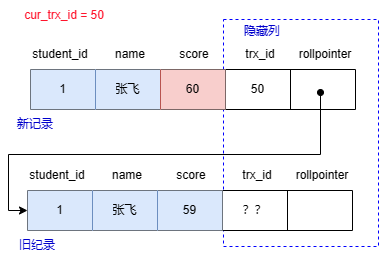 cur_trx_id = 50
隐藏列
student_id name score trx_id rollpointer
1 张飞 60 50
新记录
student_id name score trx_id rollpointer
1 张飞 59 ？？
旧纪录